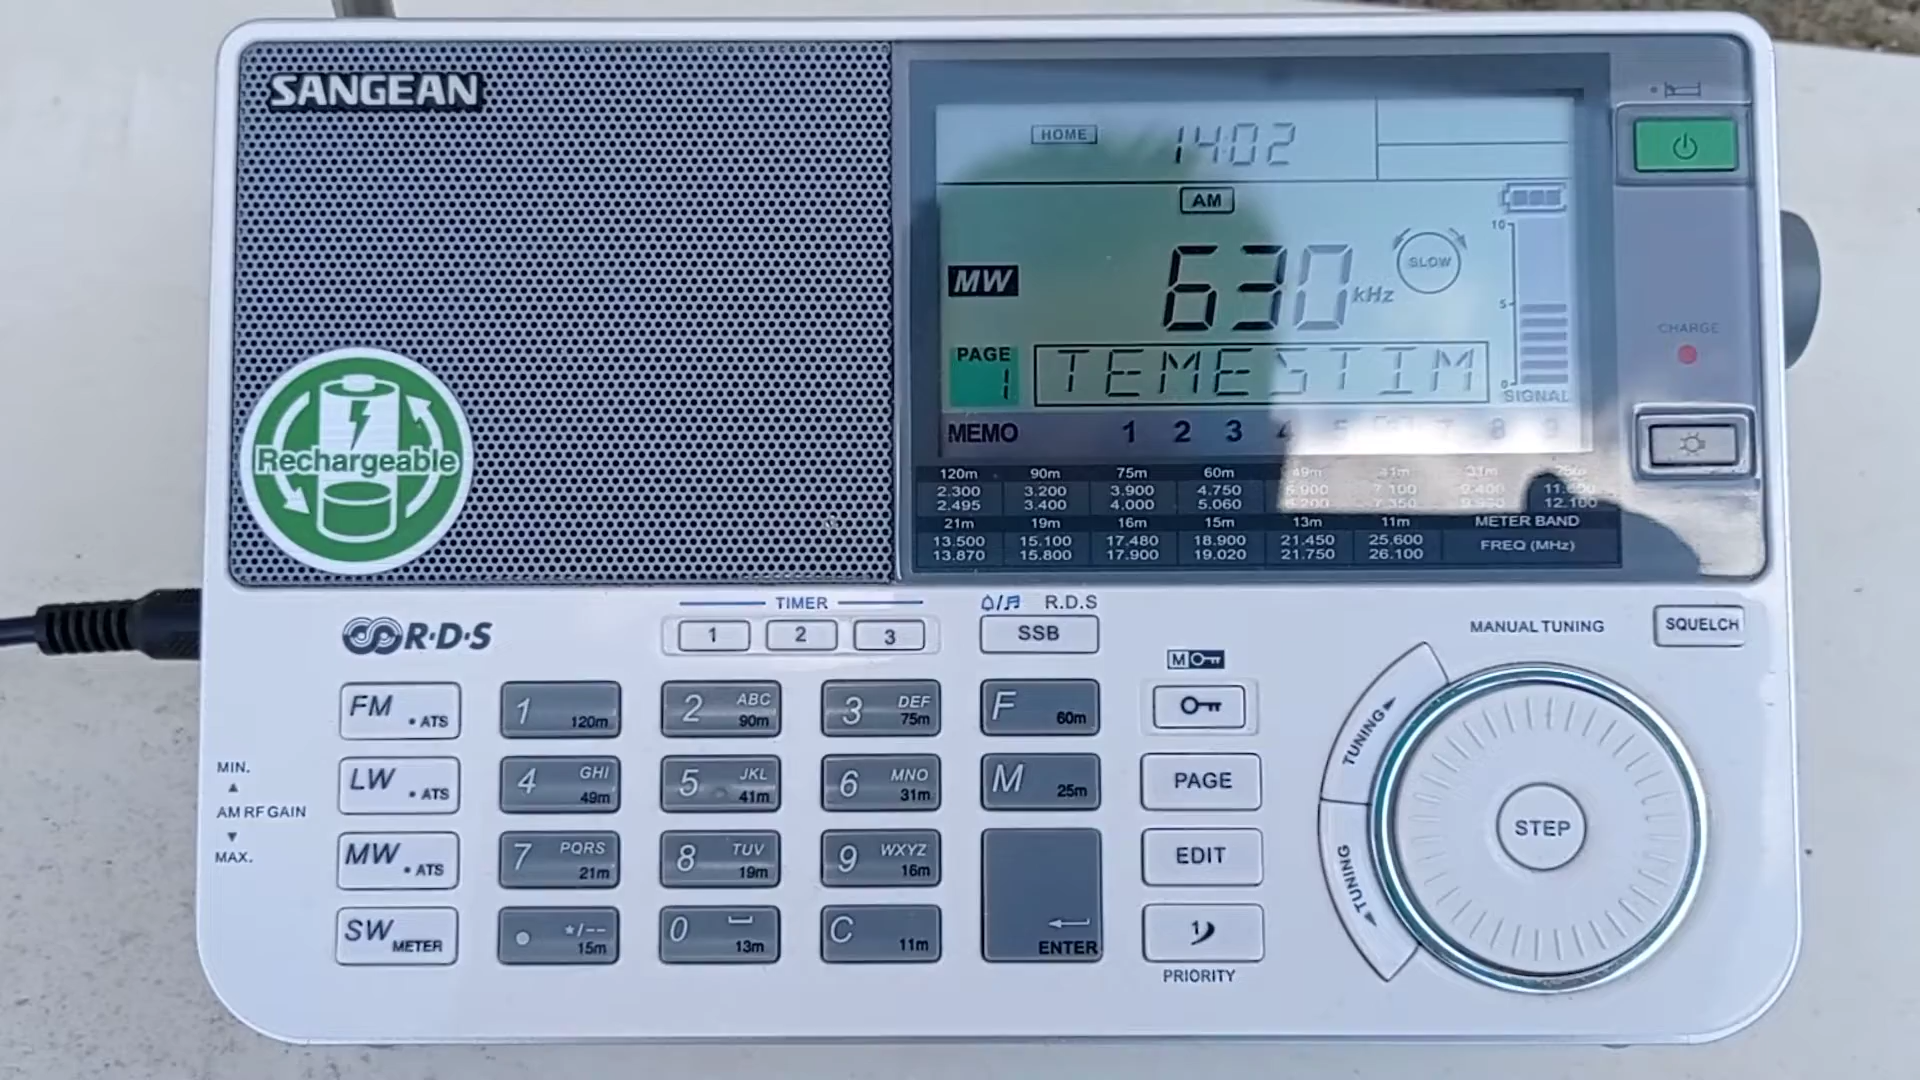 SANGEAN
HOME 14:02
AM
10
MW 630 kHz SLOW
5
PAGE 1 TEMESTIM
0
SIGNAL
MEMO 1 2 3 4 5 7 8 9
CHARGE
Rechargeable
120m 90m 75m 60m 49m 41m 31m 25m
2.300 3.200 3.900 4.750 5.900 7.100 9.400
2.495 3.400 4.000 5.060 6.200 7.350 12.100
21m 19m 16m 15m 13m 11m METER BAND
13.500 15.100 17.480 18.900 21.450 25.600 FREQ (MHz)
13.870 15.800 17.900 19.020 21.750 26.100
R·D·S
TIMER
1 2 3
R.D.S
SSB
MANUAL TUNING
SQUELCH
M
FM • ATS
1 120m
2 ABC 90m
3 DEF 75m
F 60m
TUNING
MIN.
AM RF GAIN
MAX.
LW • ATS
4 GHI 49m
5 JKL 41m
6 MNO 31m
M 25m
PAGE
STEP
MW • ATS
7 PQRS 21m
8 TUV 19m
9 WXYZ 16m
EDIT
TUNING
SW METER
• */-- 15m
0 13m
C 11m
ENTER
1
PRIORITY